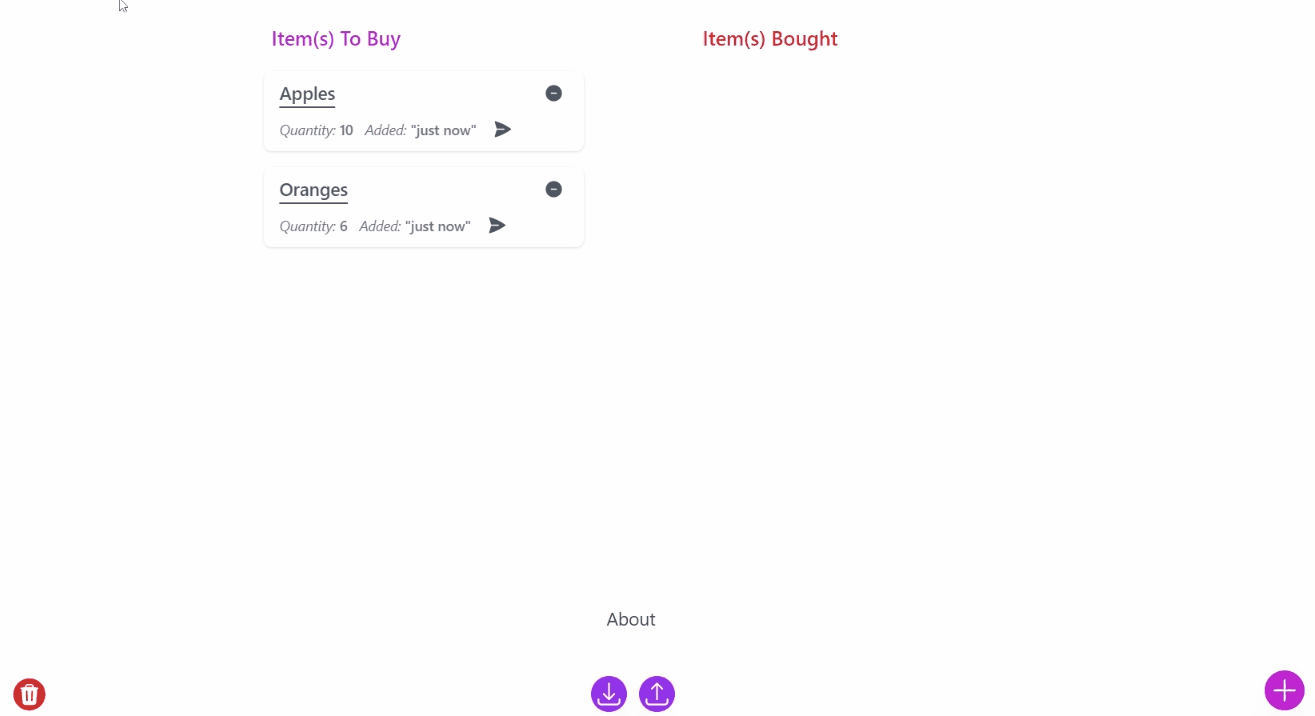 Item(s) To Buy
Item(s) Bought
Apples
Quantity: 10 Added: "just now"
Oranges
Quantity: 6 Added: "just now"
About